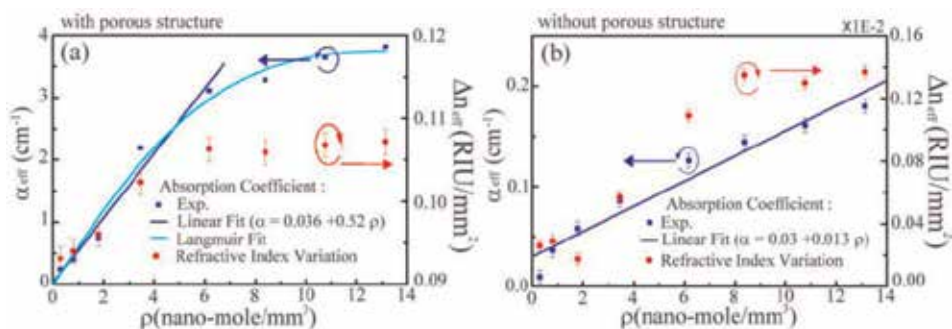 with porous structure
(a)
α_eff (cm⁻¹)
4
3
2
1
0
Absorption Coefficient :
Exp.
Linear Fit (α = 0.036 +0.52 ρ)
Langmuir Fit
Refractive Index Variation
0.12
0.11
0.10
0.09
Δn_eff(RIU/mm²)
0 2 4 6 8 10 12 14
ρ(nano-mole/mm²)
without porous structure
X1E-2
(b)
α_eff (cm⁻¹)
0.2
0.1
0.0
Absorption Coefficient :
Exp.
Linear Fit (α = 0.03 +0.013 ρ)
Refractive Index Variation
0.16
0.12
0.08
0.04
0.00
Δn_eff(RIU/mm²)
0 2 4 6 8 10 12 14
ρ(nano-mole/mm²)